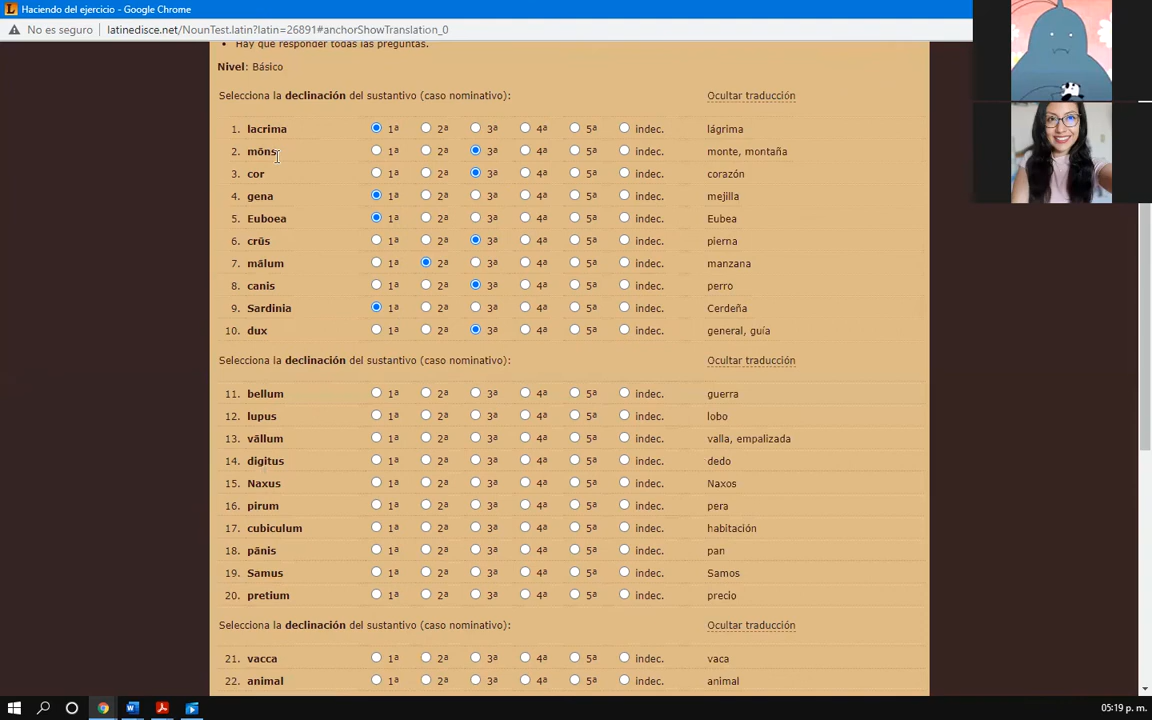 Haciendo del ejercicio - Google Chrome
No es seguro | latinedisce.net/NounTest.latin?latin=26891#anchorShowTranslation_0
Hay que responder todas las preguntas.
Nivel: Básico
Selecciona la declinación del sustantivo (caso nominativo): Ocultar traducción
1. lacrima 1ª 2ª 3ª 4ª 5ª indec. lágrima
2. mōns 1ª 2ª 3ª 4ª 5ª indec. monte, montaña
3. cor 1ª 2ª 3ª 4ª 5ª indec. corazón
4. gena 1ª 2ª 3ª 4ª 5ª indec. mejilla
5. Euboea 1ª 2ª 3ª 4ª 5ª indec. Eubea
6. crūs 1ª 2ª 3ª 4ª 5ª indec. pierna
7. mālum 1ª 2ª 3ª 4ª 5ª indec. manzana
8. canis 1ª 2ª 3ª 4ª 5ª indec. perro
9. Sardinia 1ª 2ª 3ª 4ª 5ª indec. Cerdeña
10. dux 1ª 2ª 3ª 4ª 5ª indec. general, guía
Selecciona la declinación del sustantivo (caso nominativo): Ocultar traducción
11. bellum 1ª 2ª 3ª 4ª 5ª indec. guerra
12. lupus 1ª 2ª 3ª 4ª 5ª indec. lobo
13. vāllum 1ª 2ª 3ª 4ª 5ª indec. valla, empalizada
14. digitus 1ª 2ª 3ª 4ª 5ª indec. dedo
15. Naxus 1ª 2ª 3ª 4ª 5ª indec. Naxos
16. pirum 1ª 2ª 3ª 4ª 5ª indec. pera
17. cubiculum 1ª 2ª 3ª 4ª 5ª indec. habitación
18. pānis 1ª 2ª 3ª 4ª 5ª indec. pan
19. Samus 1ª 2ª 3ª 4ª 5ª indec. Samos
20. pretium 1ª 2ª 3ª 4ª 5ª indec. precio
Selecciona la declinación del sustantivo (caso nominativo): Ocultar traducción
21. vacca 1ª 2ª 3ª 4ª 5ª indec. vaca
22. animal 1ª 2ª 3ª 4ª 5ª indec. animal
05:19 p. m.